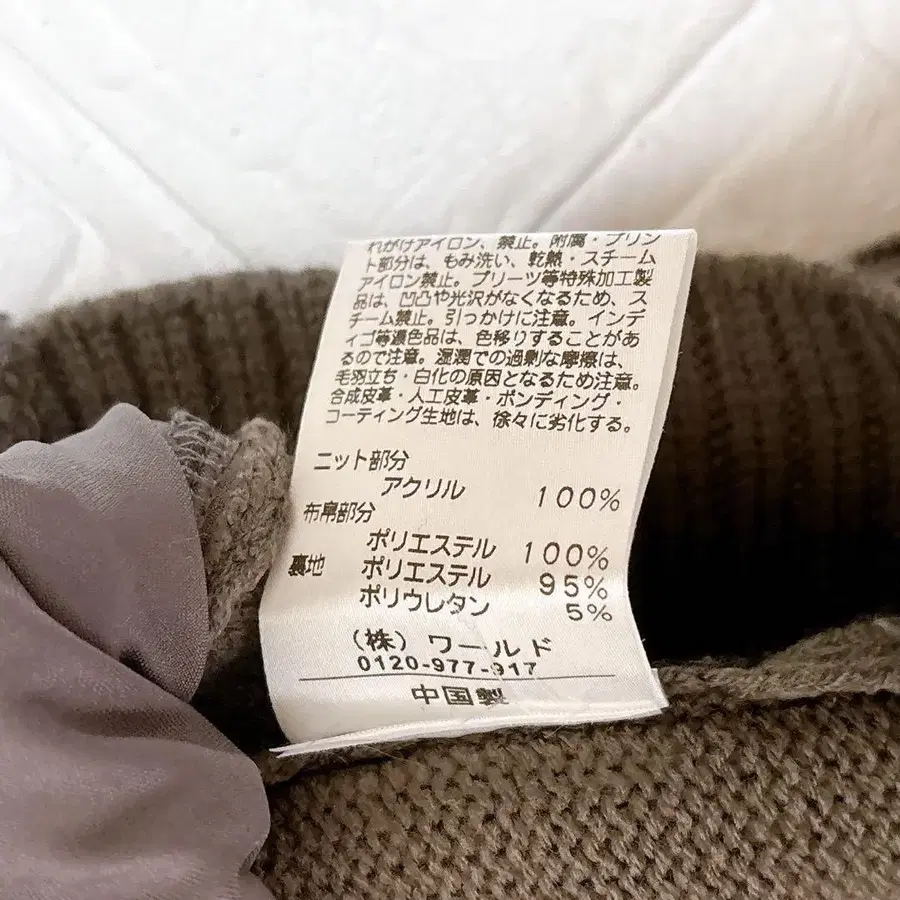 れがけアイロン、禁止。附属・プリン
ト部分は、もみ洗い、乾熱・スチーム
アイロン禁止。プリーツ等特殊加工製
品は、凹凸や光沢がなくなるため、ス
チーム禁止。引っかけに注意。インデ
ィゴ等濃色品は、色移りすることがあ
るので注意。湿潤での過剰な摩擦は、
毛羽立ち・白化の原因となるため注意。
合成皮革・人工皮革・ボンディング・
コーティング生地は、徐々に劣化する。
ニット部分
アクリル 100%
布帛部分
ポリエステル 100%
裏地 ポリエステル 95%
ポリウレタン 5%
(株)ワールド
0120-977-917
中国製